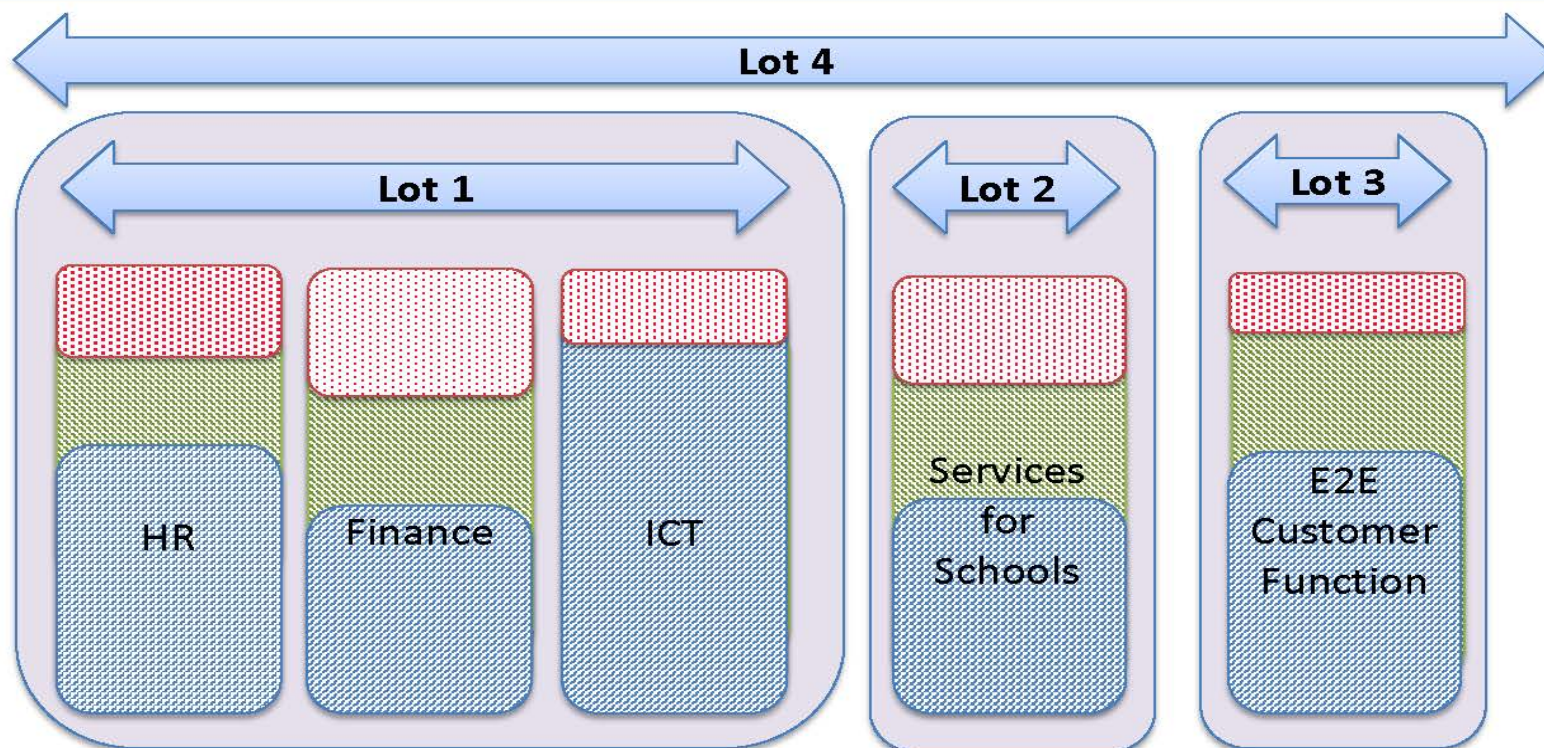 Lot 4
Lot 1
Lot 2
Lot 3
HR
Finance
ICT
Services
for
Schools
E2E
Customer
Function